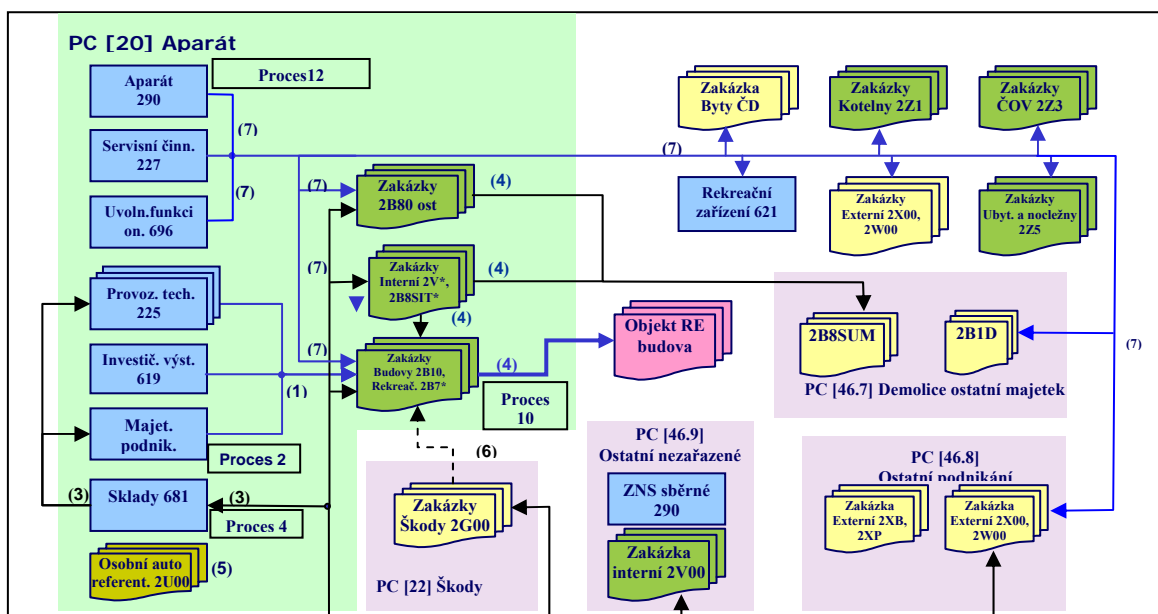 PC [20] Aparát
Proces12
Aparát
290
(7)
Servisní činn.
227
(7)
Uvoln.funkci
on. 696
Provoz. tech.
225
Investič. výst.
619
(1)
Majet.
podnik.
Proces 2
(3)
Sklady 681
(3)
Proces 4
Osobní auto
referent. 2U00
(5)
(7)
Zakázky
2B80 ost
(4)
(7)
Zakázky
Interní 2V*,
2B8SIT*
(4)
(4)
(7)
Zakázky
Budovy 2B10,
Rekreač. 2B7*
(4)
Proces
10
(6)
Zakázky
Škody 2G00
PC [22] Škody
Zakázka
Byty ČD
Zakázky
Kotelny 2Z1
Zakázky
ČOV 2Z3
(7)
Rekreační
zařízení 621
Zakázky
Externí 2X00,
2W00
Zakázky
Ubyt. a nocležny
2Z5
Objekt RE
budova
2B8SUM
2B1D
(7)
PC [46.7] Demolice ostatní majetek
PC [46.9]
Ostatní nezařazené
ZNS sběrné
290
Zakázka
interní 2V00
PC [46.8]
Ostatní podnikání
Zakázka
Externí 2XB,
2XP
Zakázka
Externí 2X00,
2W00